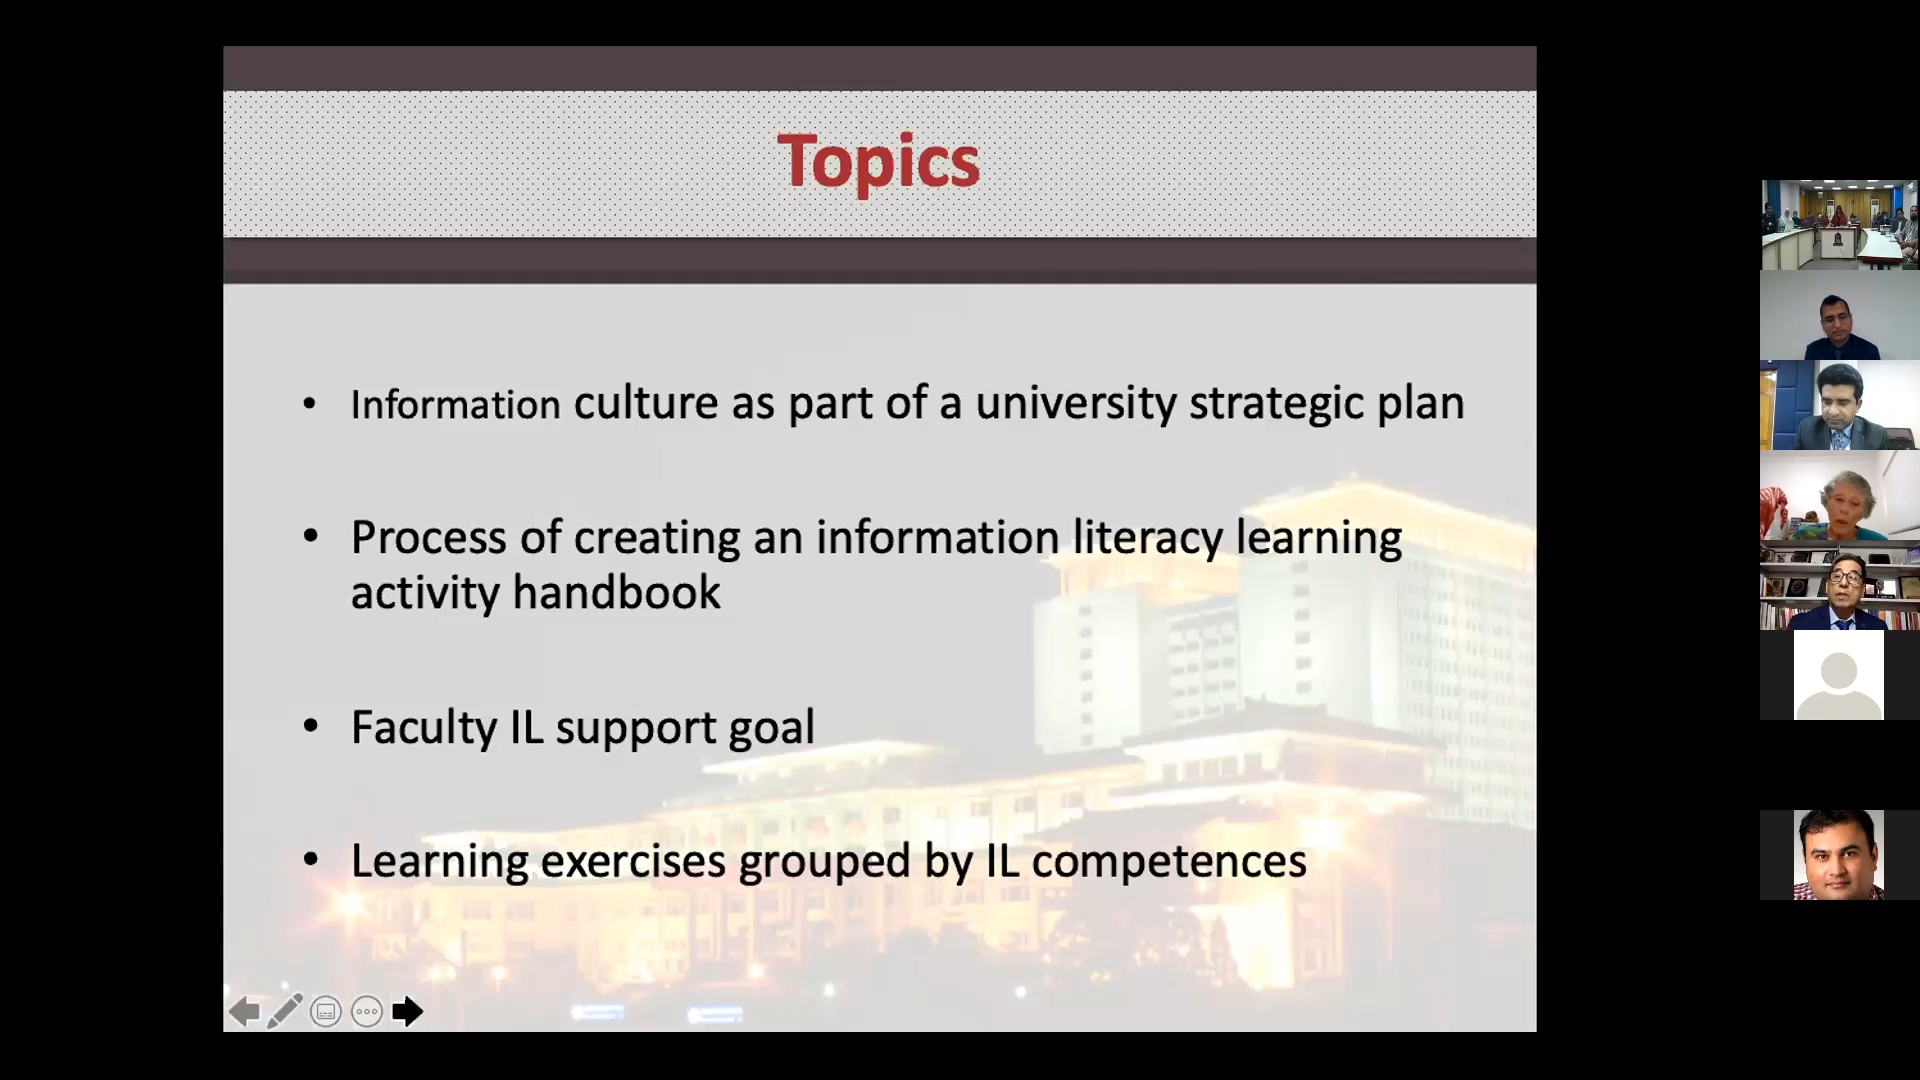 Topics
• Information culture as part of a university strategic plan
• Process of creating an information literacy learning
activity handbook
• Faculty IL support goal
• Learning exercises grouped by IL competences